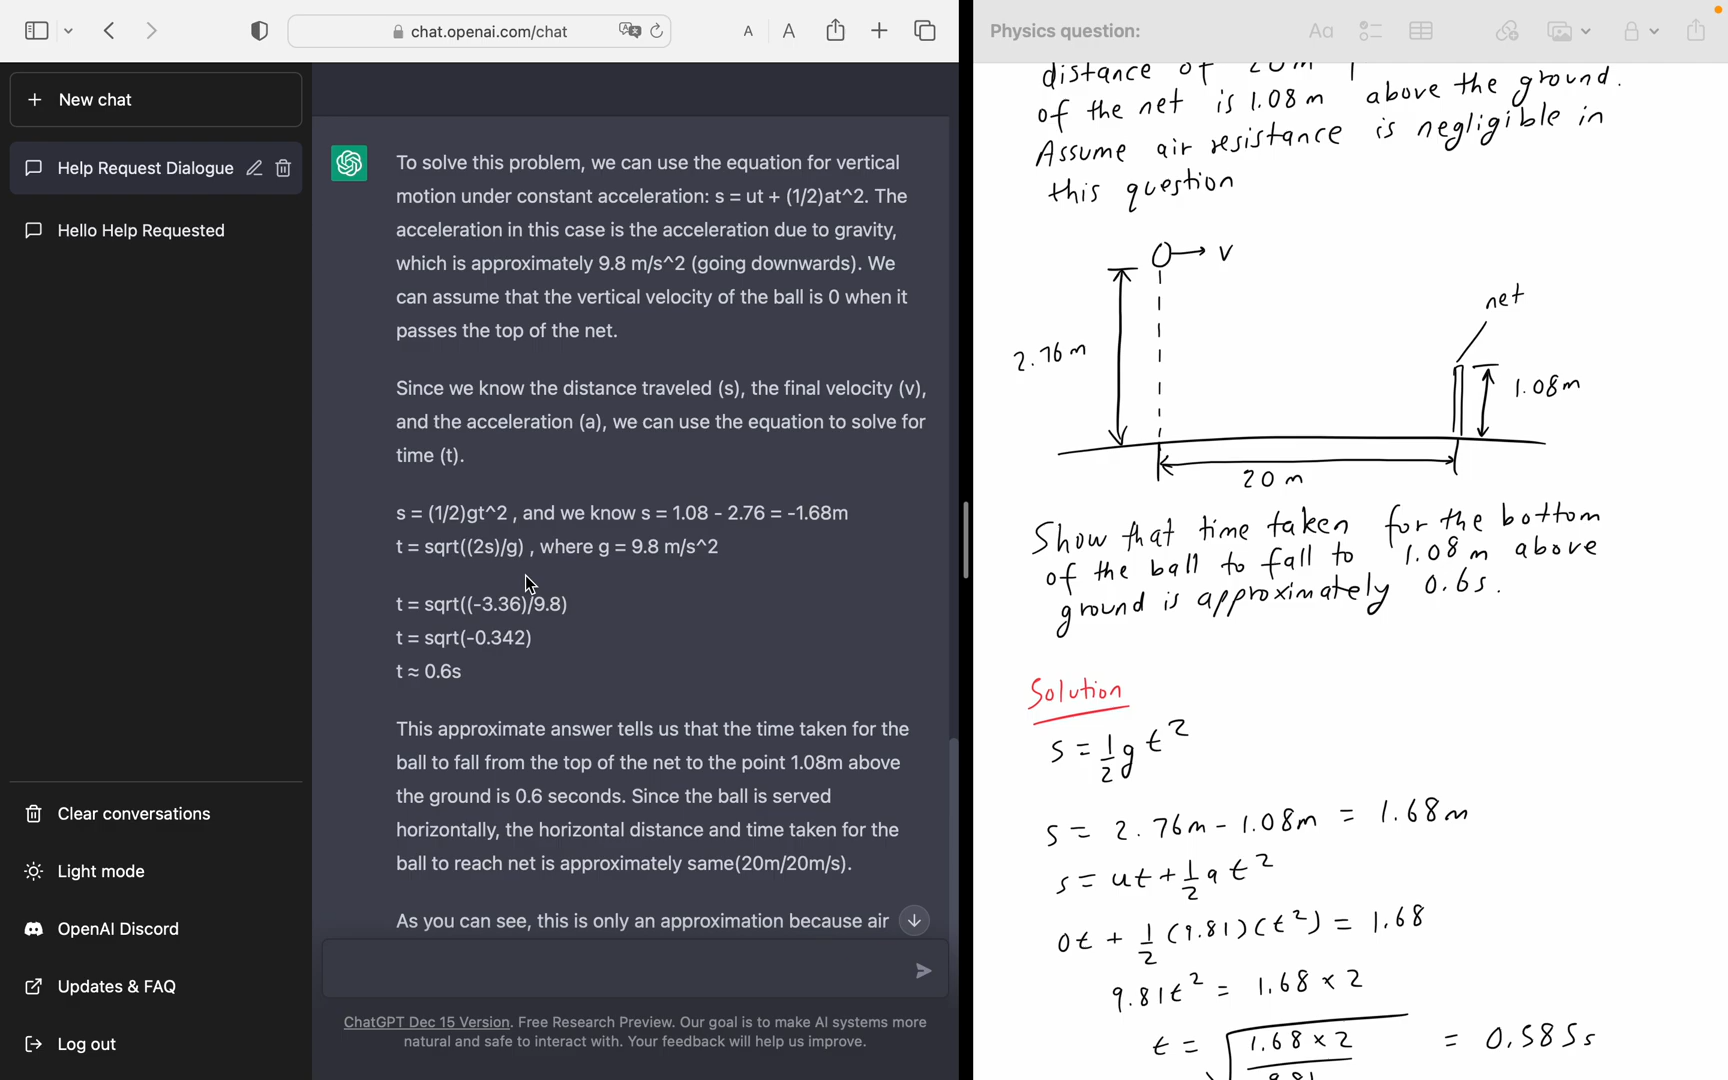 chat.openai.com/chat
A
A
New chat
Help Request Dialogue
Hello Help Requested
Clear conversations
Light mode
OpenAI Discord
Updates & FAQ
Log out
To solve this problem, we can use the equation for vertical
motion under constant acceleration: s = ut + (1/2)at^2. The
acceleration in this case is the acceleration due to gravity,
which is approximately 9.8 m/s^2 (going downwards). We
can assume that the vertical velocity of the ball is 0 when it
passes the top of the net.
Since we know the distance traveled (s), the final velocity (v),
and the acceleration (a), we can use the equation to solve for
time (t).
s = (1/2)gt^2 , and we know s = 1.08 - 2.76 = -1.68m
t = sqrt((2s)/g) , where g = 9.8 m/s^2
t = sqrt((-3.36)/9.8)
t = sqrt(-0.342)
t ≈ 0.6s
This approximate answer tells us that the time taken for the
ball to fall from the top of the net to the point 1.08m above
the ground is 0.6 seconds. Since the ball is served
horizontally, the horizontal distance and time taken for the
ball to reach net is approximately same(20m/20m/s).
As you can see, this is only an approximation because air
ChatGPT Dec 15 Version. Free Research Preview. Our goal is to make AI systems more
natural and safe to interact with. Your feedback will help us improve.
Physics question:
Aa
distance of 20m
of the net is 1.08m above the ground.
Assume air resistance is negligible in
this question
v
net
2.76m
1.08m
20m
Show that time taken for the bottom
of the ball to fall to 1.08m above
ground is approximately 0.6s.
Solution
s = 1/2 g t²
s = 2.76m - 1.08m = 1.68m
s = ut + 1/2 a t²
0t + 1/2 (9.81)(t²) = 1.68
9.81t² = 1.68 × 2
t = √ 1.68 × 2 = 0.585s